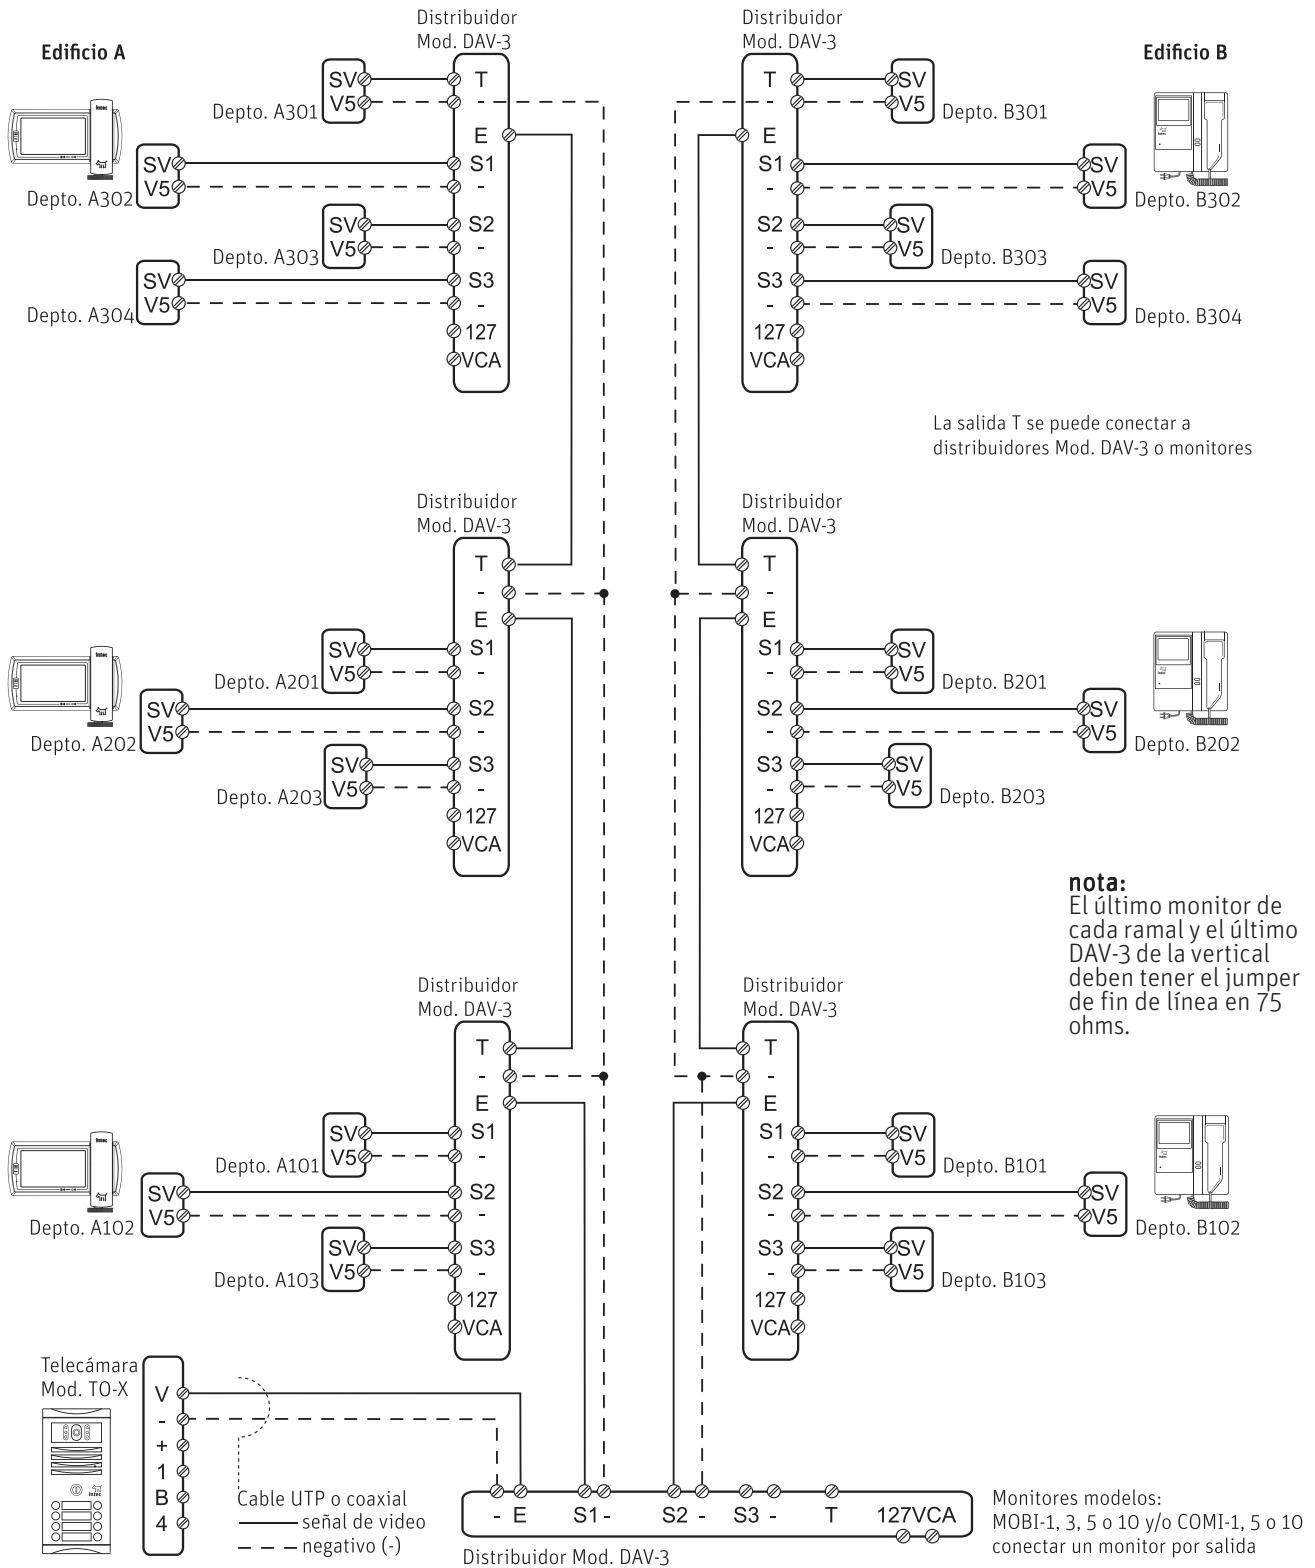 Distribuidor
Mod. DAV-3
Distribuidor
Mod. DAV-3
Edificio A
Edificio B
SV
V5
Depto. A301
T
-
E
S1
-
S2
-
S3
-
127
VCA
SV
V5
Depto. A302
SV
V5
Depto. A303
SV
V5
Depto. A304
T
-
E
S1
-
S2
-
S3
-
127
VCA
SV
V5
Depto. B301
SV
V5
Depto. B302
SV
V5
Depto. B303
SV
V5
Depto. B304
La salida T se puede conectar a
distribuidores Mod. DAV-3 o monitores
Distribuidor
Mod. DAV-3
T
-
E
S1
-
S2
-
S3
-
127
VCA
SV
V5
Depto. A201
SV
V5
Depto. A202
SV
V5
Depto. A203
Distribuidor
Mod. DAV-3
T
-
E
S1
-
S2
-
S3
-
127
VCA
SV
V5
Depto. B201
SV
V5
Depto. B202
SV
V5
Depto. B203
nota:
El último monitor de
cada ramal y el último
DAV-3 de la vertical
deben tener el jumper
de fin de línea en 75
ohms.
Distribuidor
Mod. DAV-3
T
-
E
S1
-
S2
-
S3
-
127
VCA
SV
V5
Depto. A101
SV
V5
Depto. A102
SV
V5
Depto. A103
Distribuidor
Mod. DAV-3
T
-
E
S1
-
S2
-
S3
-
127
VCA
SV
V5
Depto. B101
SV
V5
Depto. B102
SV
V5
Depto. B103
Telecámara
Mod. TO-X
V
-
+
1
B
4
intec
Cable UTP o coaxial
señal de video
negativo (-)
- E S1 - S2 - S3 - T 127 VCA
Distribuidor Mod. DAV-3
Monitores modelos:
MOBI-1, 3, 5 o 10 y/o COMI-1, 5 o 10
conectar un monitor por salida